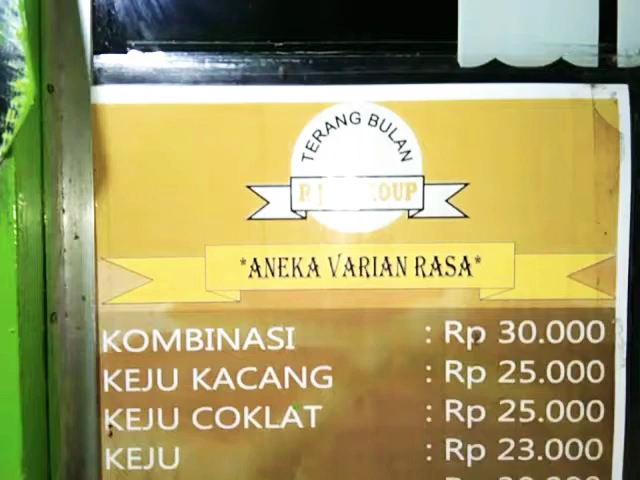 TERANG BULAN
*ANEKA VARIAN RASA*
KOMBINASI : Rp 30.000
KEJU KACANG : Rp 25.000
KEJU COKLAT : Rp 25.000
KEJU : Rp 23.000